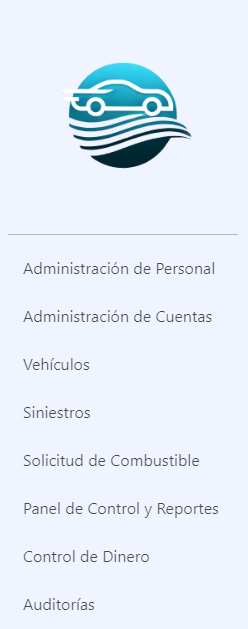 Administración de Personal
Administración de Cuentas
Vehículos
Siniestros
Solicitud de Combustible
Panel de Control y Reportes
Control de Dinero
Auditorías